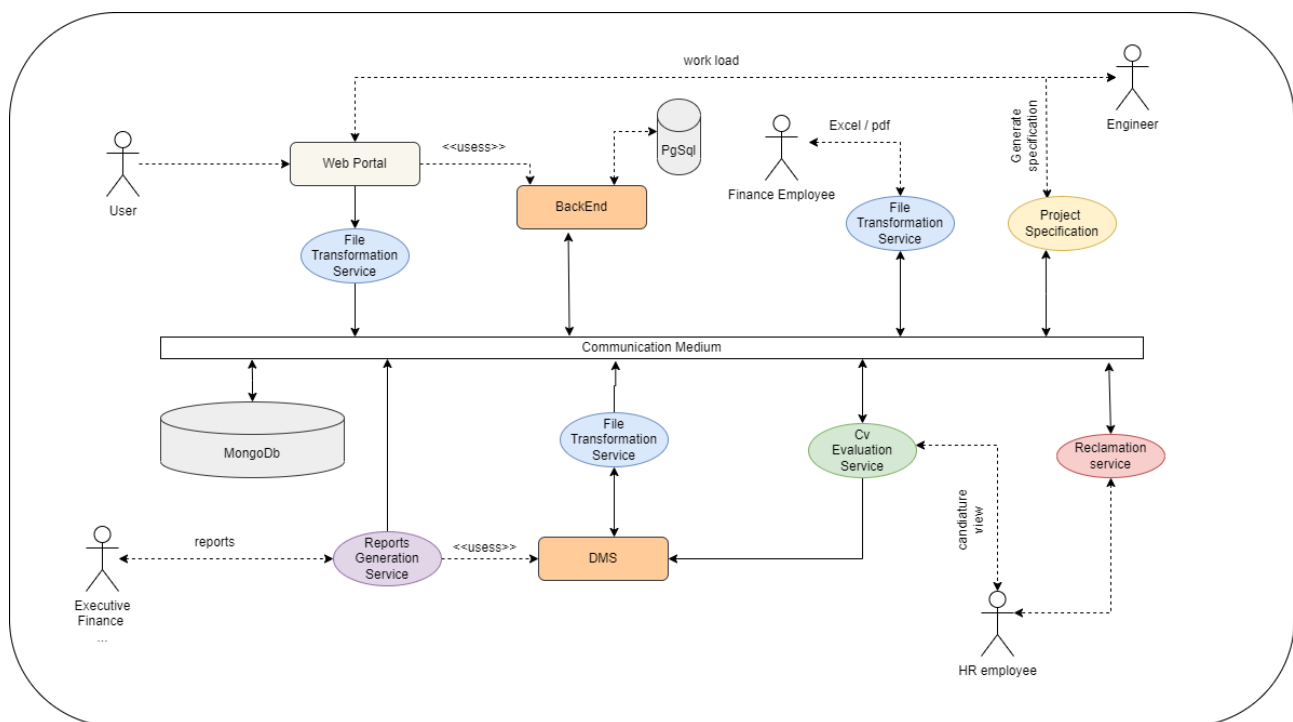 work load
Engineer
PgSql
Excel / pdf
Generate
specification
Web Portal
<<usess>>
User
Finance Employee
BackEnd
File
Transformation
Service
File
Transformation
Service
Project
Specification
Communication Medium
MongoDb
File
Transformation
Service
Cv
Evaluation
Service
Reclamation
service
candiature
view
reports
Reports
Generation
Service
<<usess>>
DMS
Executive
Finance
...
HR employee